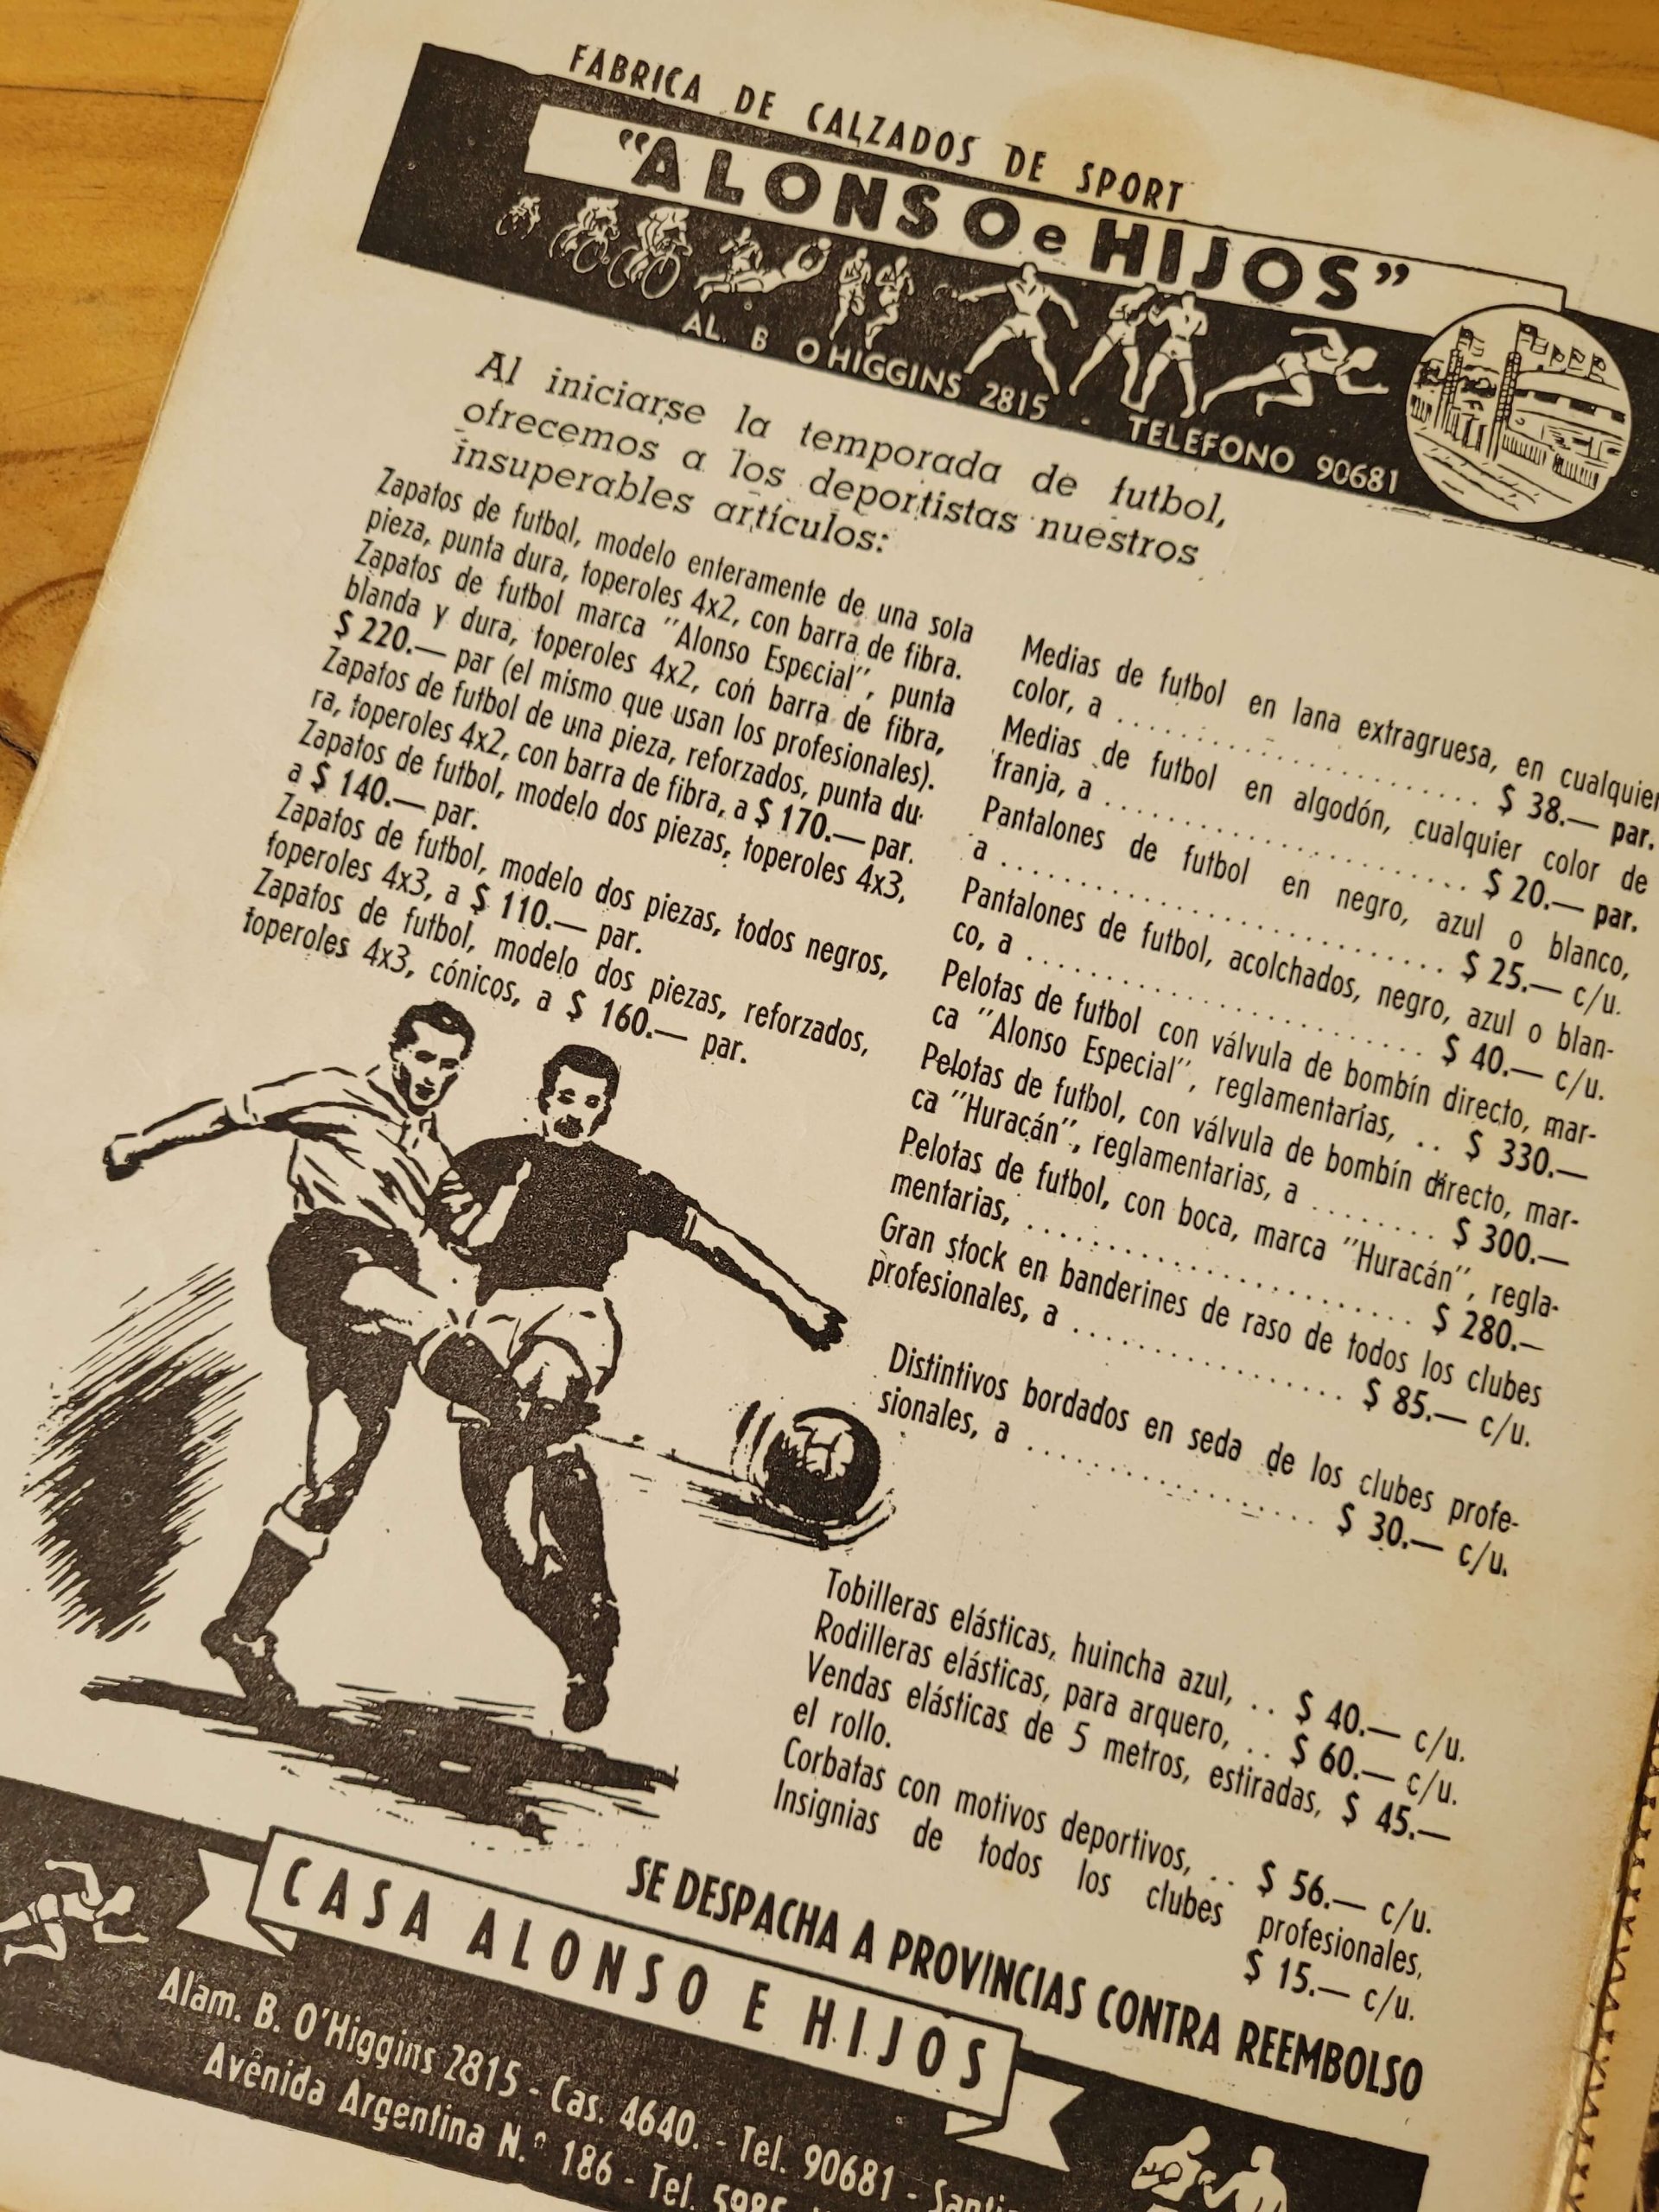 FABRICA DE CALZADOS DE SPORT
"ALONSO e HIJOS"
AL. B O HIGGINS 2815 - TELEFONO 90681
Al iniciarse la temporada de futbol,
ofrecemos a los deportistas nuestros
insuperables artículos:
Zapatos de futbol, modelo enteramente de una sola
pieza, punta dura, toperoles 4x2, con barra de fibra.
Zapatos de futbol marca "Alonso Especial", punta
blanda y dura, toperoles 4x2, con barra de fibra,
$ 220.— par (el mismo que usan los profesionales).
Zapatos de futbol de una pieza, reforzados, punta du-
ra, toperoles 4x2, con barra de fibra, a $ 170.— par.
Zapatos de futbol, modelo dos piezas, toperoles 4x3,
a $ 140.— par.
Zapatos de futbol, modelo dos piezas, todos negros,
toperoles 4x3, a $ 110.— par.
Zapatos de futbol, modelo dos piezas, reforzados,
toperoles 4x3, cónicos, a $ 160.— par.
Medias de futbol en lana extragruesa, en cualquier
color, a .............................. $ 38.— par.
Medias de futbol en algodón, cualquier color de
franja, a .............................. $ 20.— par.
Pantalones de futbol en negro, azul o blanco,
a .............................. $ 25.— c/u.
Pantalones de futbol, acolchados, negro, azul o blan-
co, a .............................. $ 40.— c/u.
Pelotas de futbol con válvula de bombín directo, mar-
ca "Alonso Especial", reglamentarias, .. $ 330.—
Pelotas de futbol, con válvula de bombín directo, mar-
ca "Huracán", reglamentarias, a ........ $ 300.—
Pelotas de futbol, con boca, marca "Huracán", regla-
mentarias, .............................. $ 280.—
Gran stock en banderines de raso de todos los clubes
profesionales, a .................... $ 85.— c/u.
Distintivos bordados en seda de los clubes profe-
sionales, a .................... $ 30.— c/u.
Tobilleras elásticas, huincha azul, .. $ 40.— c/u.
Rodilleras elásticas, para arquero, .. $ 60.— c/u.
Vendas elásticas de 5 metros, estiradas, $ 45.—
el rollo.
Corbatas con motivos deportivos, .. $ 56.— c/u.
Insignias de todos los clubes profesionales,
$ 15.— c/u.
SE DESPACHA A PROVINCIAS CONTRA REEMBOLSO
CASA ALONSO E HIJOS
Alam. B. O'Higgins 2815 - Cas. 4640. - Tel. 90681 -
Avenida Argentina N.º 186 - Tel.